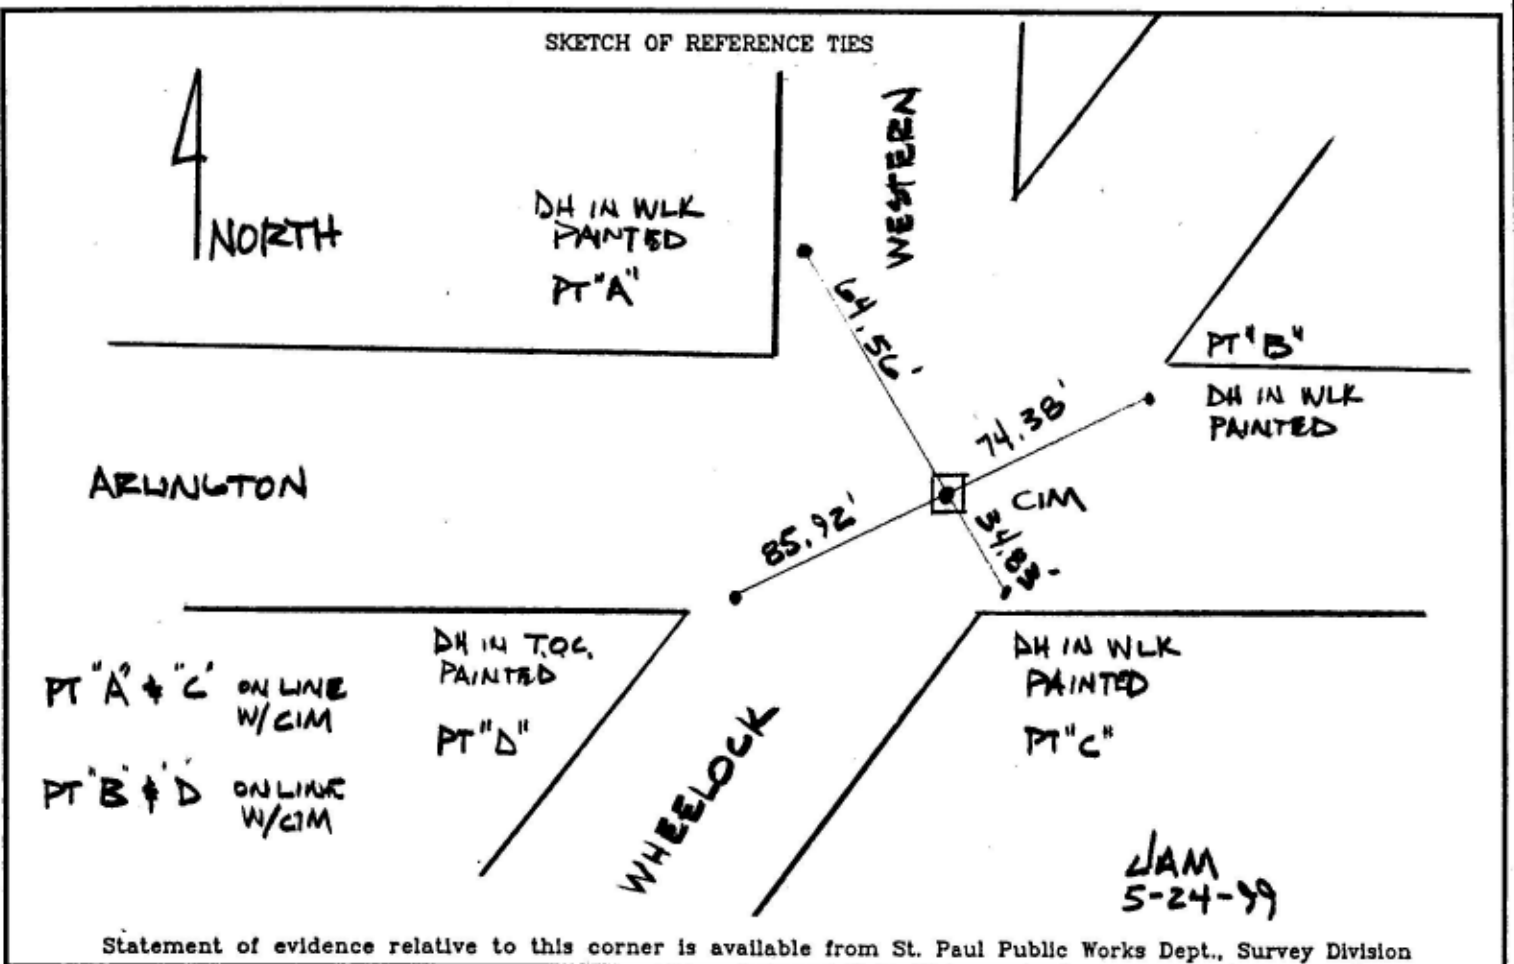 SKETCH OF REFERENCE TIES
WESTERN
NORTH
DH IN WLK
PAINTED
PT "A"
64.56'
PT "B"
DH IN WLK
PAINTED
74.38'
ARLINGTON
CIM
85.92'
34.83'
DH IN T.O.C.
PAINTED
PT "D"
DH IN WLK
PAINTED
PT "C"
PT "A" & "C" ON LINE
W/CIM
PT "B" & "D" ON LINE
W/CIM
WHEELOCK
JAM
5-24-99
Statement of evidence relative to this corner is available from St. Paul Public Works Dept., Survey Division